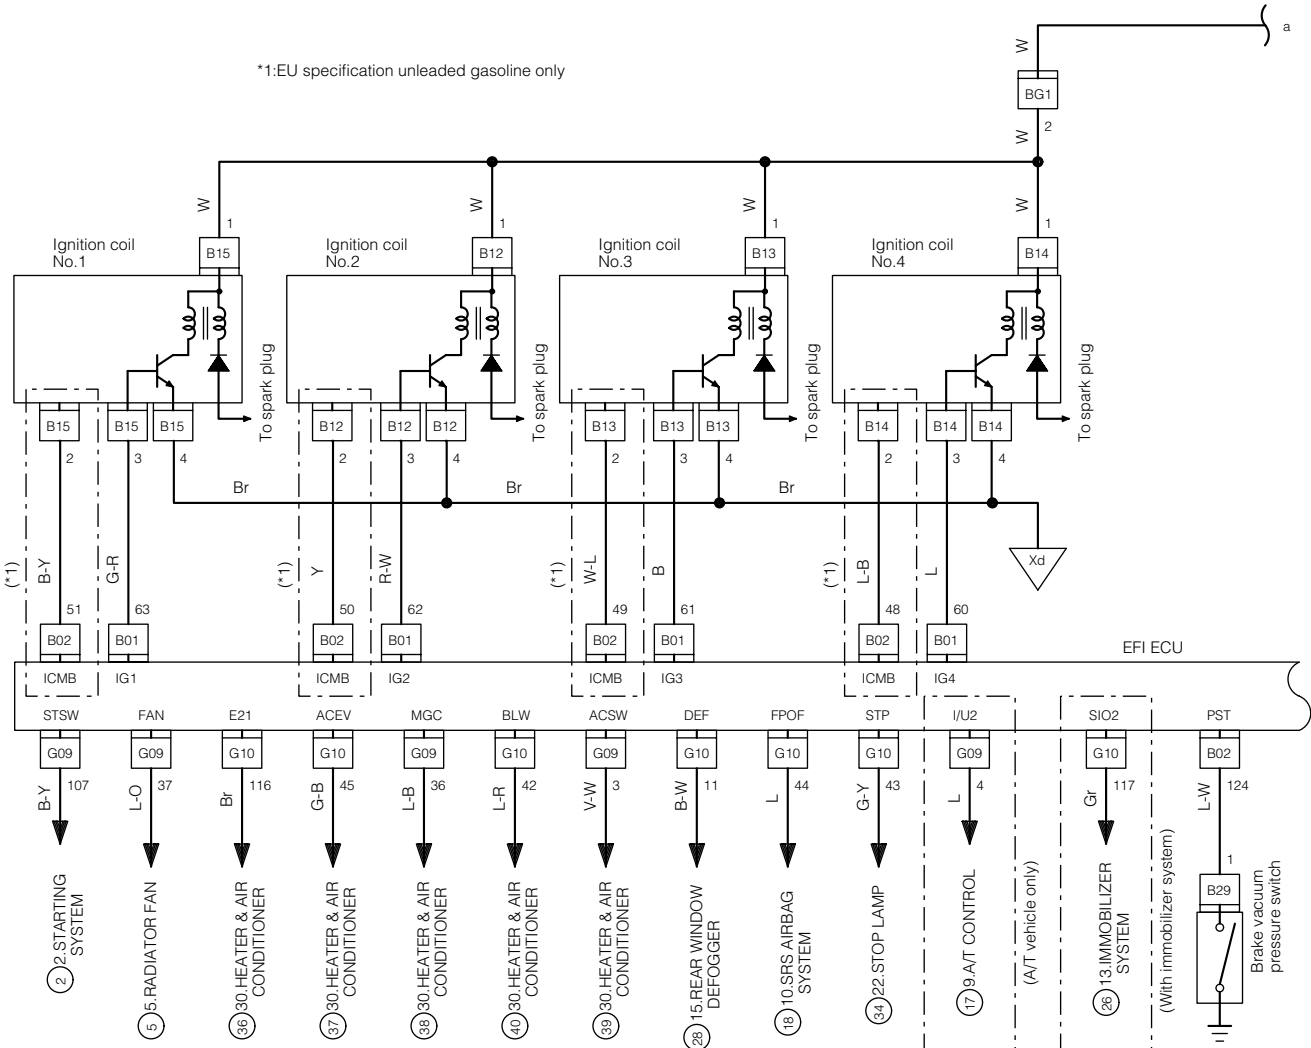 a
*1:EU specification unleaded gasoline only
W
BG1
2
W
W
W
W
W
1
1
1
1
Ignition coil
No.1
B15
Ignition coil
No.2
B12
Ignition coil
No.3
B13
Ignition coil
No.4
B14
To spark plug
To spark plug
To spark plug
To spark plug
B15
B15
B15
B12
B12
B12
B13
B13
B13
B14
B14
B14
2
3
4
2
3
4
2
3
4
2
3
4
Br
Br
Br
(*1)
B-Y
G-R
(*1)
Y
R-W
(*1)
W-L
B
(*1)
L-B
L
Xd
51
63
50
62
49
61
48
60
B02
B01
B02
B01
B02
B01
B02
B01
EFI ECU
ICMB
IG1
ICMB
IG2
ICMB
IG3
ICMB
IG4
STSW
FAN
E21
ACEV
MGC
BLW
ACSW
DEF
FPOF
STP
I/U2
SIO2
PST
G09
G09
G10
G10
G09
G10
G09
G10
G10
G10
G09
G10
B02
B-Y
107
L-O
37
Br
116
G-B
45
L-B
36
L-R
42
V-W
3
B-W
11
L
44
G-Y
43
L
4
Gr
117
L-W
124
1
B29
2 2.STARTING
SYSTEM
5 5.RADIATOR FAN
36 30.HEATER & AIR
CONDITIONER
37 30.HEATER & AIR
CONDITIONER
38 30.HEATER & AIR
CONDITIONER
40 30.HEATER & AIR
CONDITIONER
39 30.HEATER & AIR
CONDITIONER
28 15.REAR WINDOW
DEFOGGER
18 10.SRS AIRBAG
SYSTEM
34 22.STOP LAMP
17 9.A/T CONTROL
(A/T vehicle only)
26 13.IMMOBILIZER
SYSTEM
(With immobilizer system)
Brake vacuum
pressure switch